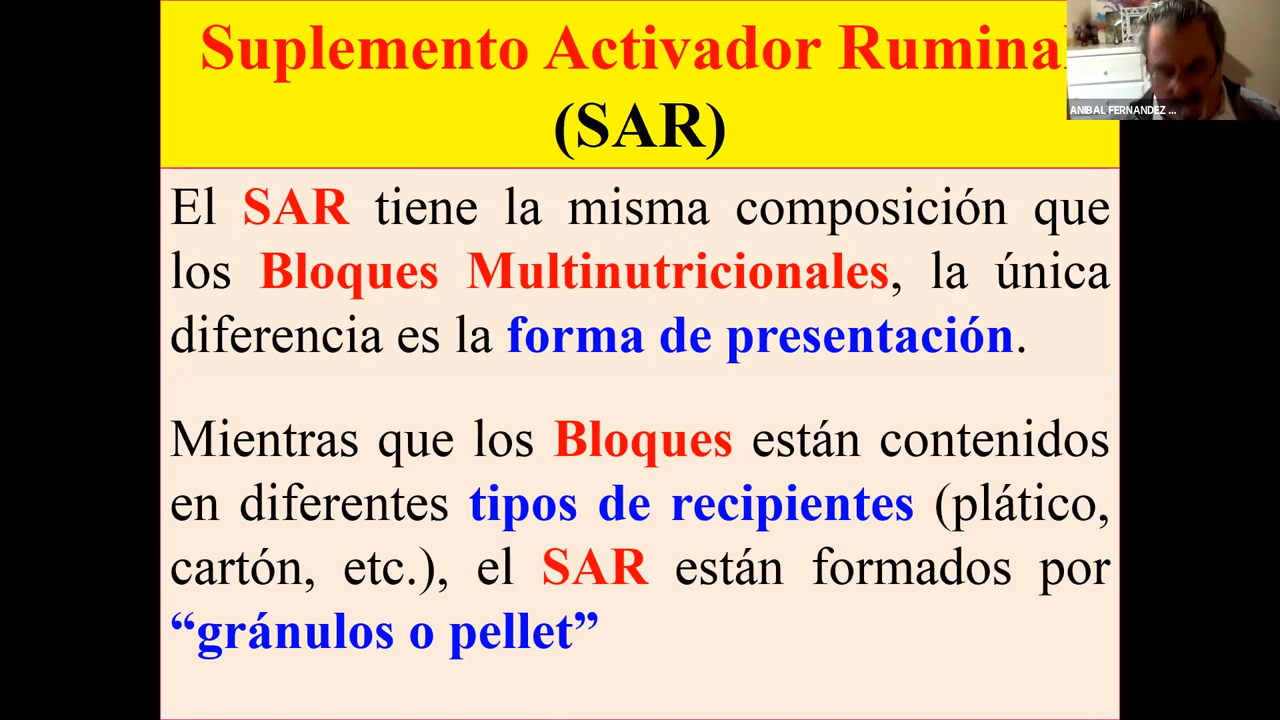 Suplemento Activador Rumina
(SAR)
ANIBAL FERNANDEZ ...
El SAR tiene la misma composición que
los Bloques Multinutricionales, la única
diferencia es la forma de presentación.
Mientras que los Bloques están contenidos
en diferentes tipos de recipientes (plático,
cartón, etc.), el SAR están formados por
“gránulos o pellet”